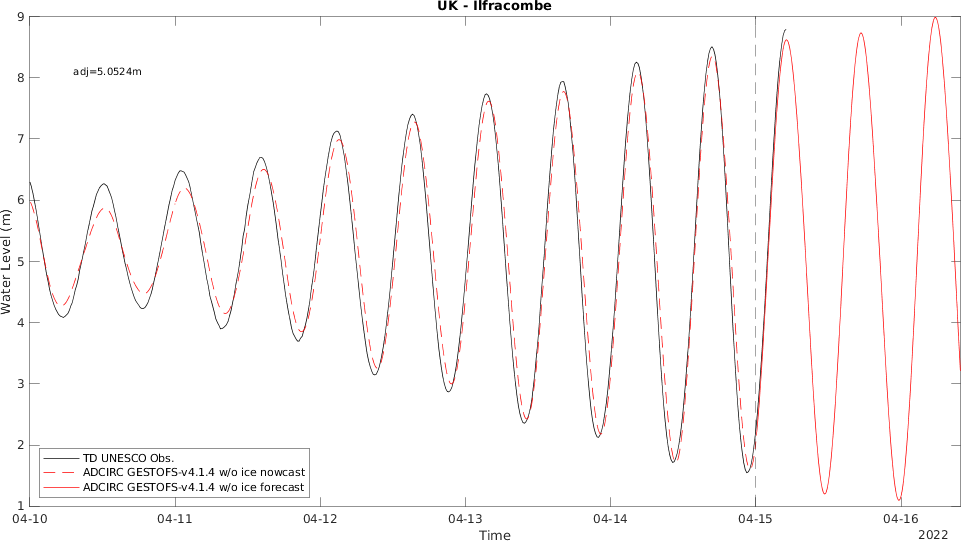 UK - Ilfracombe
9
8
7
6
5
4
3
2
1
Water Level (m)
adj=5.0524m
TD UNESCO Obs.
ADCIRC GESTOFS-v4.1.4 w/o ice nowcast
ADCIRC GESTOFS-v4.1.4 w/o ice forecast
04-10 04-11 04-12 04-13 04-14 04-15 04-16
Time
2022